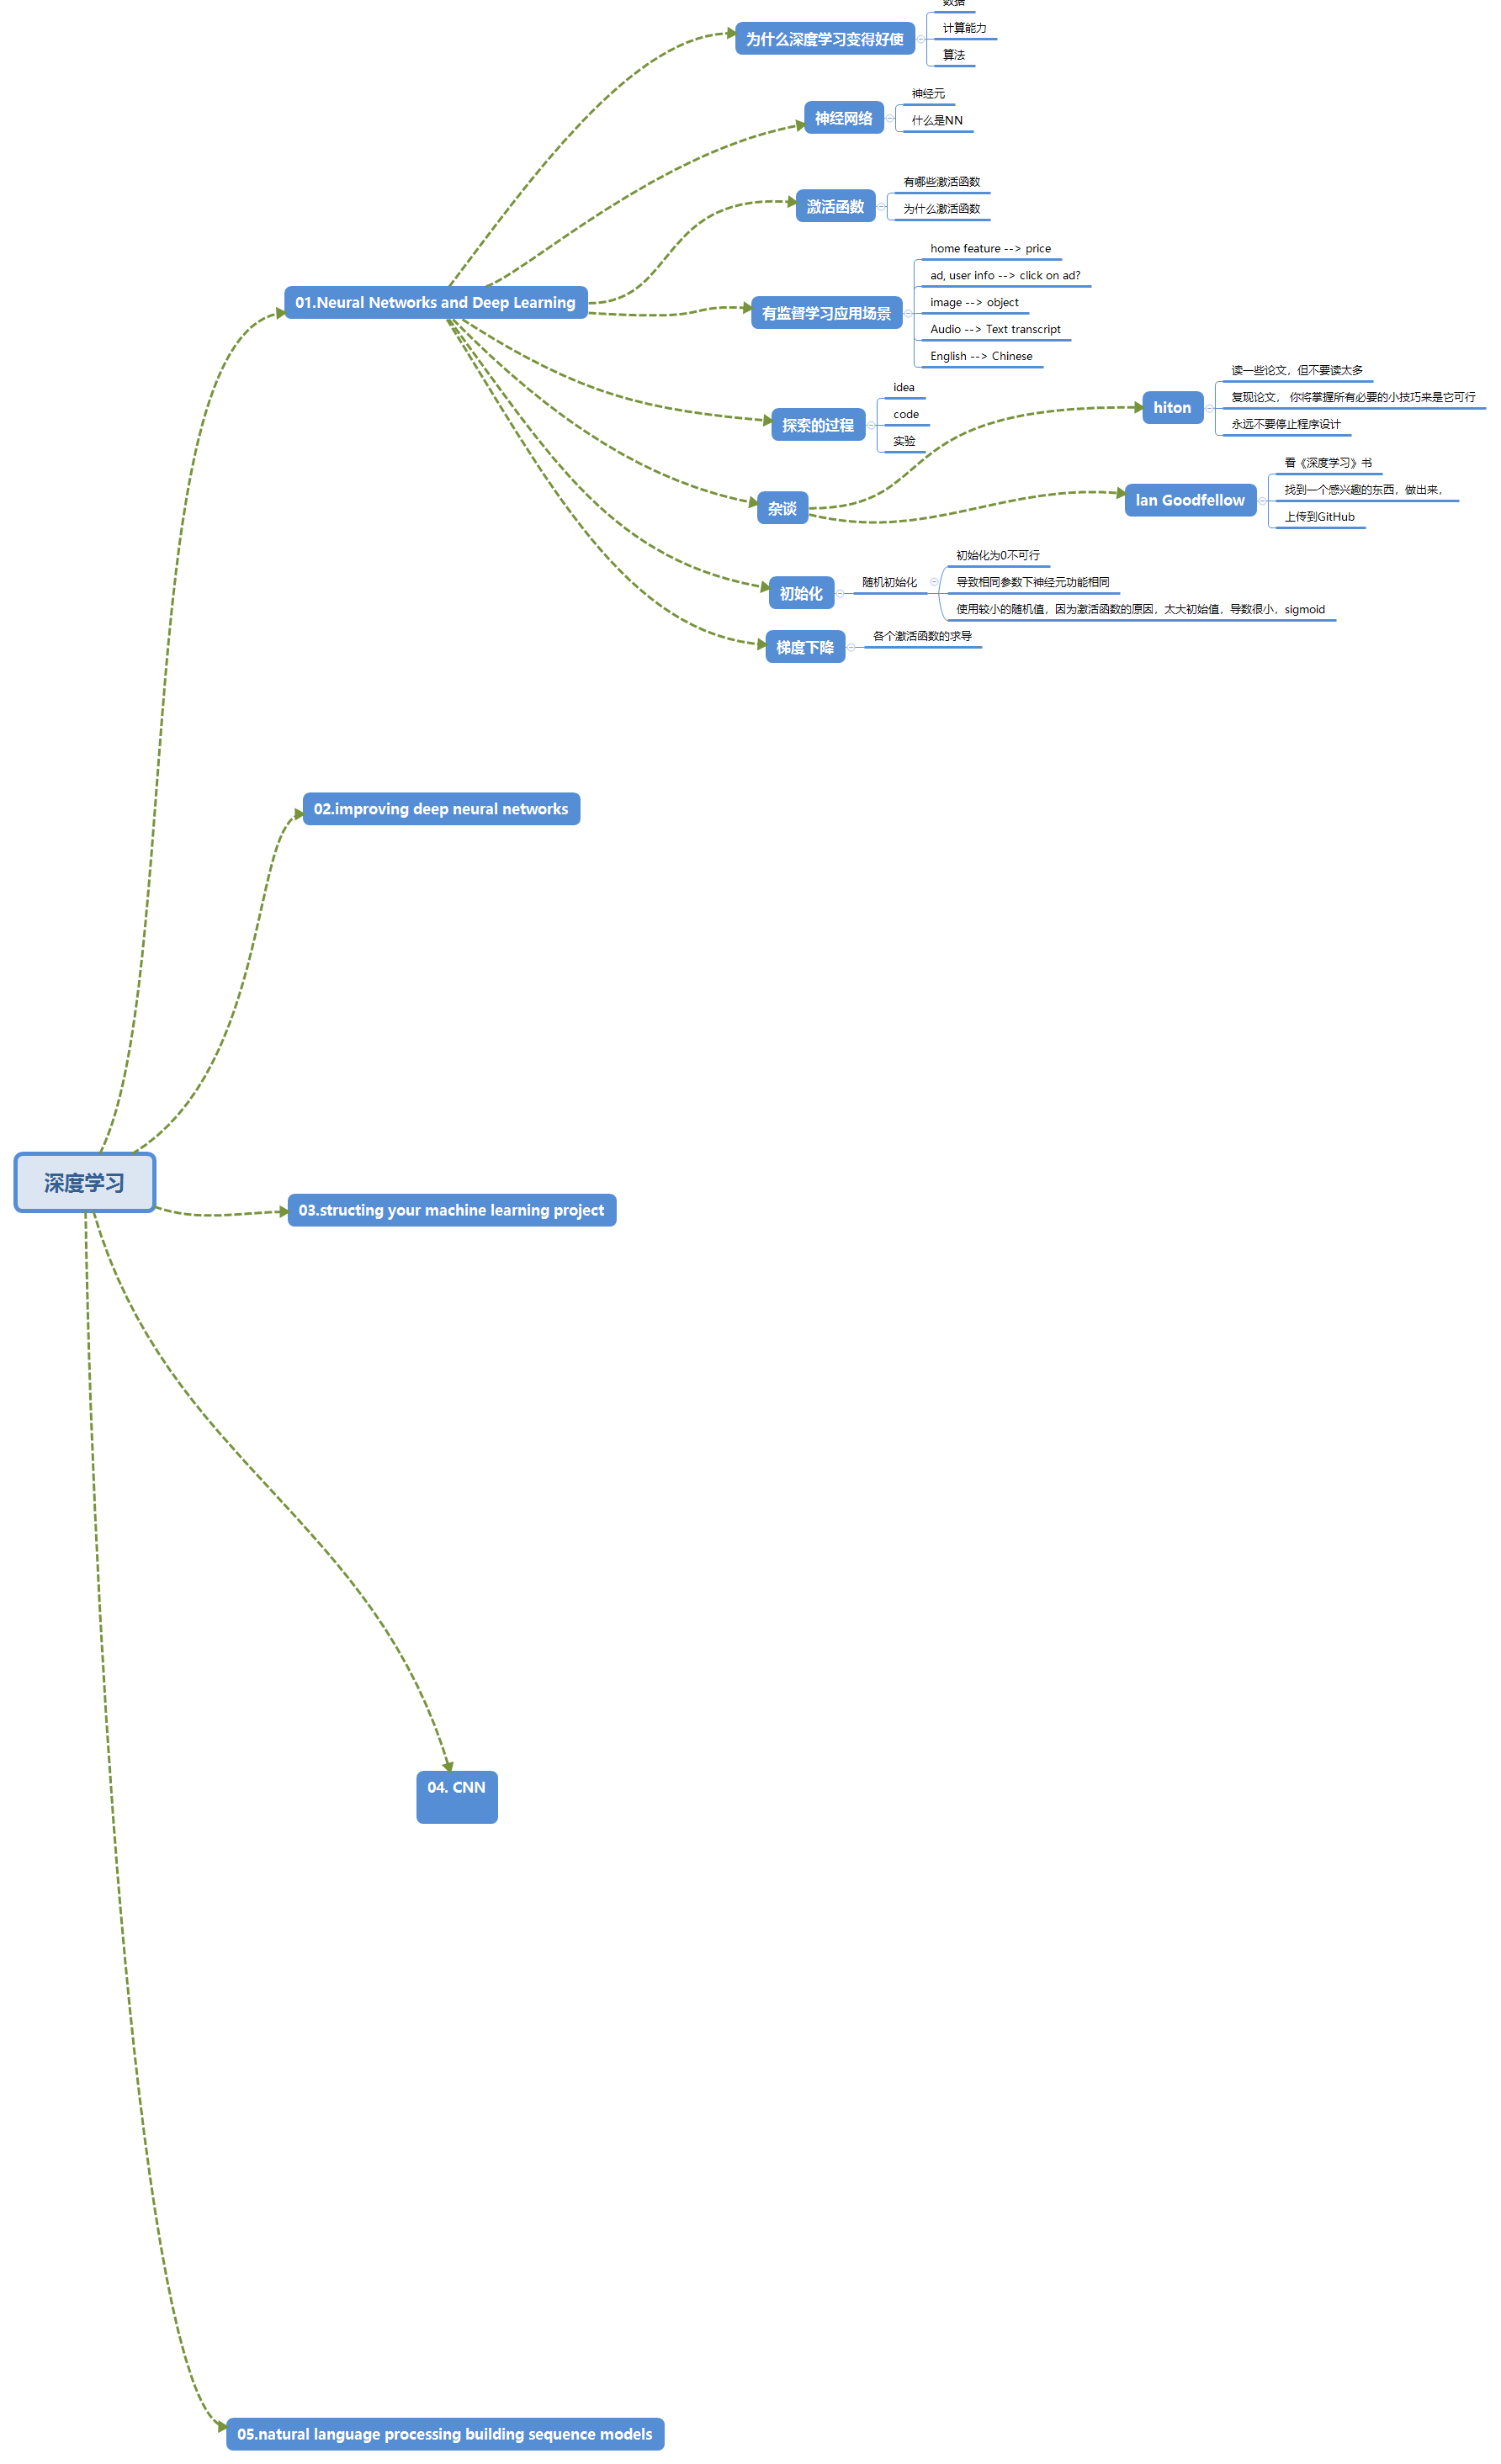 数据
计算能力
算法
为什么深度学习变得好使
神经元
什么是NN
神经网络
有哪些激活函数
为什么激活函数
激活函数
home feature --> price
ad, user info --> click on ad?
image --> object
Audio --> Text transcript
English --> Chinese
有监督学习应用场景
01.Neural Networks and Deep Learning
idea
code
实验
探索的过程
读一些论文，但不要读太多
复现论文， 你将掌握所有必要的小技巧来是它可行
永远不要停止程序设计
hiton
看《深度学习》书
找到一个感兴趣的东西，做出来，
上传到GitHub
lan Goodfellow
杂谈
初始化为0不可行
导致相同参数下神经元功能相同
使用较小的随机值，因为激活函数的原因，太大初始值，导数很小，sigmoid
随机初始化
初始化
各个激活函数的求导
梯度下降
02.improving deep neural networks
深度学习
03.structing your machine learning project
04. CNN
05.natural language processing building sequence models